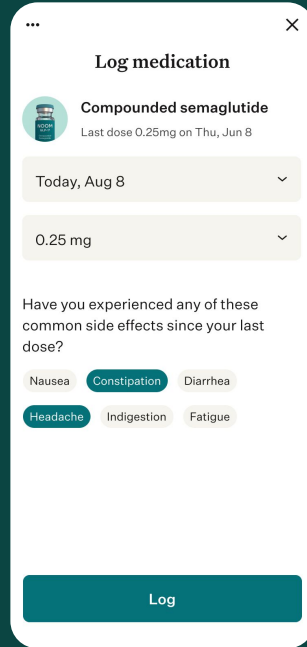 Log medication
NOOM
Compounded semaglutide
Last dose 0.25mg on Thu, Jun 8
Today, Aug 8
0.25 mg
Have you experienced any of these
common side effects since your last
dose?
Nausea Constipation Diarrhea
Headache Indigestion Fatigue
Log